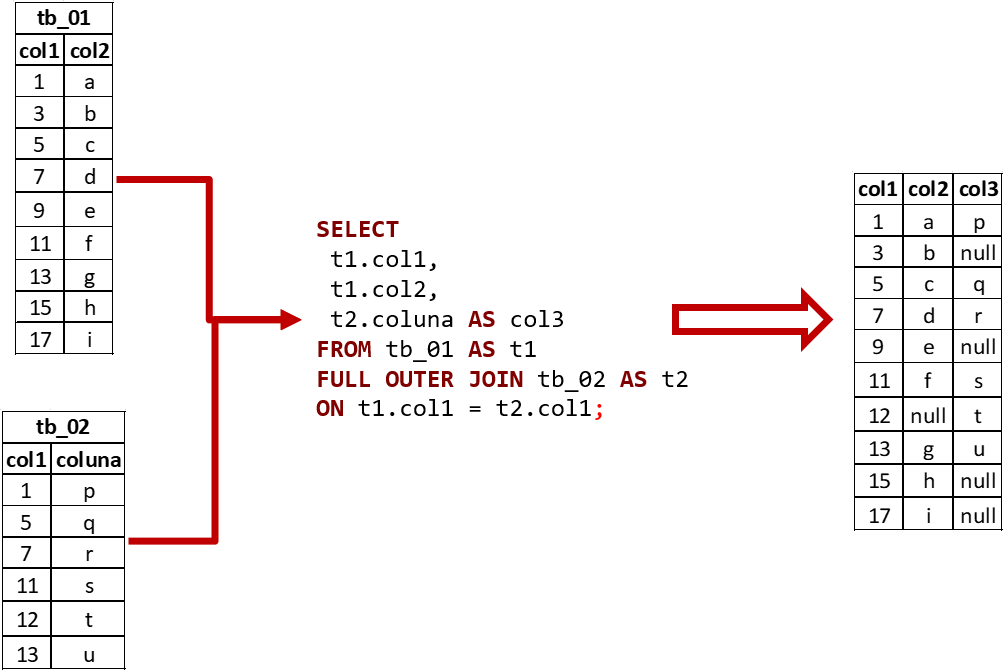 tb_01
col1 col2
1 a
3 b
5 c
7 d
9 e
11 f
13 g
15 h
17 i
tb_02
col1 coluna
1 p
5 q
7 r
11 s
12 t
13 u
SELECT
t1.col1,
t1.col2,
t2.coluna AS col3
FROM tb_01 AS t1
FULL OUTER JOIN tb_02 AS t2
ON t1.col1 = t2.col1;
col1 col2 col3
1 a p
3 b null
5 c q
7 d r
9 e null
11 f s
12 null t
13 g u
15 h null
17 i null